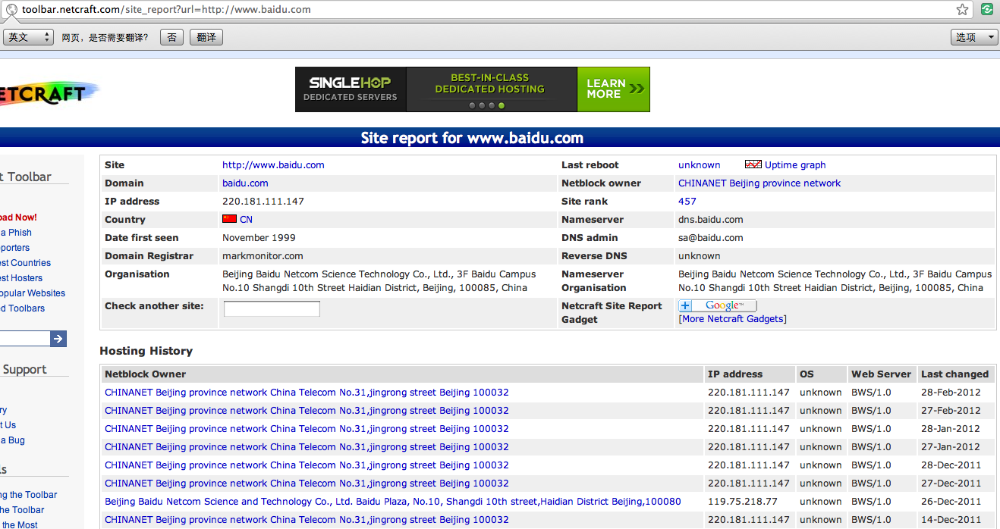 toolbar.netcraft.com/site_report?url=http://www.baidu.com
英文 网页，是否需要翻译？ 否 翻译 选项
ETCRAFT
SINGLEHOP
DEDICATED SERVERS
BEST-IN-CLASS
DEDICATED HOSTING
LEARN
MORE
Site report for www.baidu.com
t Toolbar
oad Now!
a Phish
porters
est Countries
est Hosters
opular Websites
d Toolbars
Support
ry
t Us
a Bug
ls
ng the Toolbar
he Toolbar
the Most
Site http://www.baidu.com Last reboot unknown Uptime graph
Domain baidu.com Netblock owner CHINANET Beijing province network
IP address 220.181.111.147 Site rank 457
Country CN Nameserver dns.baidu.com
Date first seen November 1999 DNS admin sa@baidu.com
Domain Registrar markmonitor.com Reverse DNS unknown
Organisation Beijing Baidu Netcom Science Technology Co., Ltd., 3F Baidu Campus
No.10 Shangdi 10th Street Haidian District, Beijing, 100085, China
Nameserver
Organisation
Beijing Baidu Netcom Science Technology Co., Ltd., 3F Baidu Campus
No.10 Shangdi 10th Street Haidian District, Beijing, 100085, China
Check another site:
Netcraft Site Report
Gadget
+ Google™
[More Netcraft Gadgets]
Hosting History
Netblock Owner IP address OS Web Server Last changed
CHINANET Beijing province network China Telecom No.31,jingrong street Beijing 100032 220.181.111.147 unknown BWS/1.0 28-Feb-2012
CHINANET Beijing province network China Telecom No.31,jingrong street Beijing 100032 220.181.111.147 unknown BWS/1.0 27-Feb-2012
CHINANET Beijing province network China Telecom No.31,jingrong street Beijing 100032 220.181.111.147 unknown BWS/1.0 28-Jan-2012
CHINANET Beijing province network China Telecom No.31,jingrong street Beijing 100032 220.181.111.147 unknown BWS/1.0 27-Jan-2012
CHINANET Beijing province network China Telecom No.31,jingrong street Beijing 100032 220.181.111.147 unknown BWS/1.0 28-Dec-2011
CHINANET Beijing province network China Telecom No.31,jingrong street Beijing 100032 220.181.111.147 unknown BWS/1.0 27-Dec-2011
Beijing Baidu Netcom Science and Technology Co., Ltd. Baidu Plaza, No.10, Shangdi 10th street,Haidian District Beijing,100080 119.75.218.77 unknown BWS/1.0 26-Dec-2011
CHINANET Beijing province network China Telecom No.31,jingrong street Beijing 100032 220.181.111.147 unknown BWS/1.0 14-Dec-2011